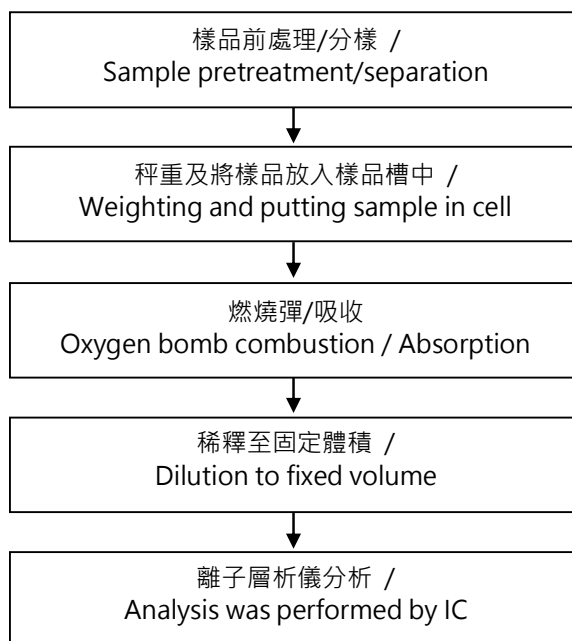 樣品前處理/分樣 /
Sample pretreatment/separation
秤重及將樣品放入樣品槽中 /
Weighting and putting sample in cell
燃燒彈/吸收
Oxygen bomb combustion / Absorption
稀釋至固定體積 /
Dilution to fixed volume
離子層析儀分析 /
Analysis was performed by IC